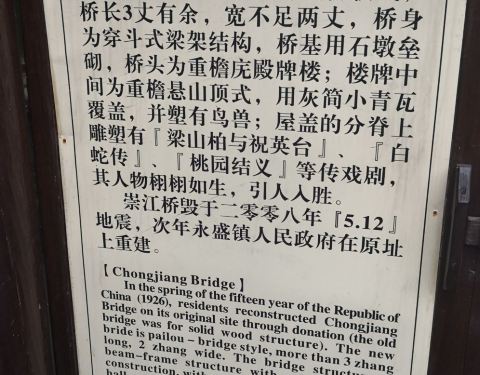 桥长3丈有余，宽不足两丈，桥身
为穿斗式梁架结构，桥基用石墩垒
砌，桥头为重檐庑殿牌楼；楼牌中
间为重檐悬山顶式，用灰简小青瓦
覆盖，并塑有鸟兽；屋盖的分脊上
雕塑有『梁山柏与祝英台』、『白
蛇传』、『桃园结义』等传戏剧，
其人物栩栩如生，引人入胜。
崇江桥毁于二零零八年『5.12』
地震，次年永盛镇人民政府在原址
上重建。
【Chongjiang Bridge】
In the spring of the fifteen year of the Republic of
China (1926), residents reconstructed Chongjiang
Bridge on its original site through donation (the old
bridge was for solid wood structure). The new
bride is pailou – bridge style, more than 3 zhang
long, 2 zhang wide. The bridge structu
beam-frame structure with
construction, with